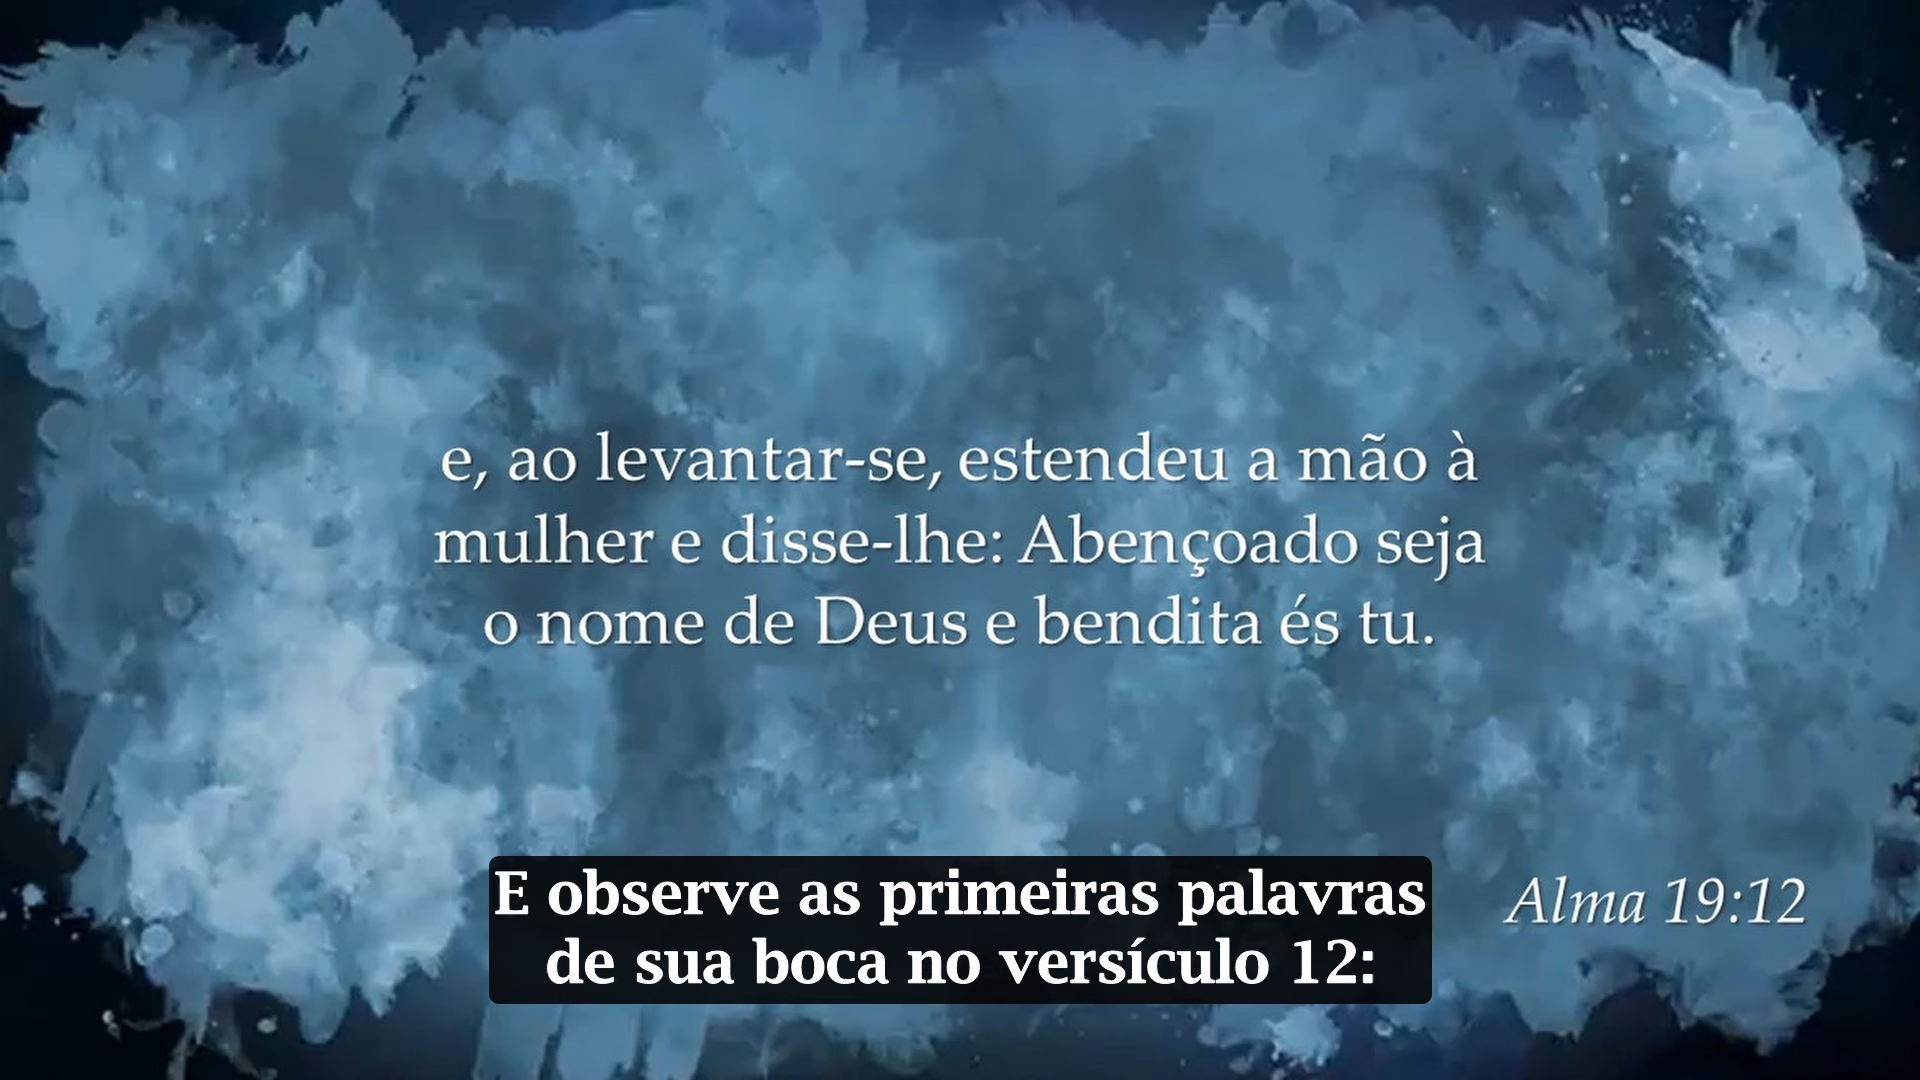 e, ao levantar-se, estendeu a mão à
mulher e disse-lhe: Abençoado seja
o nome de Deus e bendita és tu.
E observe as primeiras palavras
de sua boca no versículo 12:
Alma 19:12